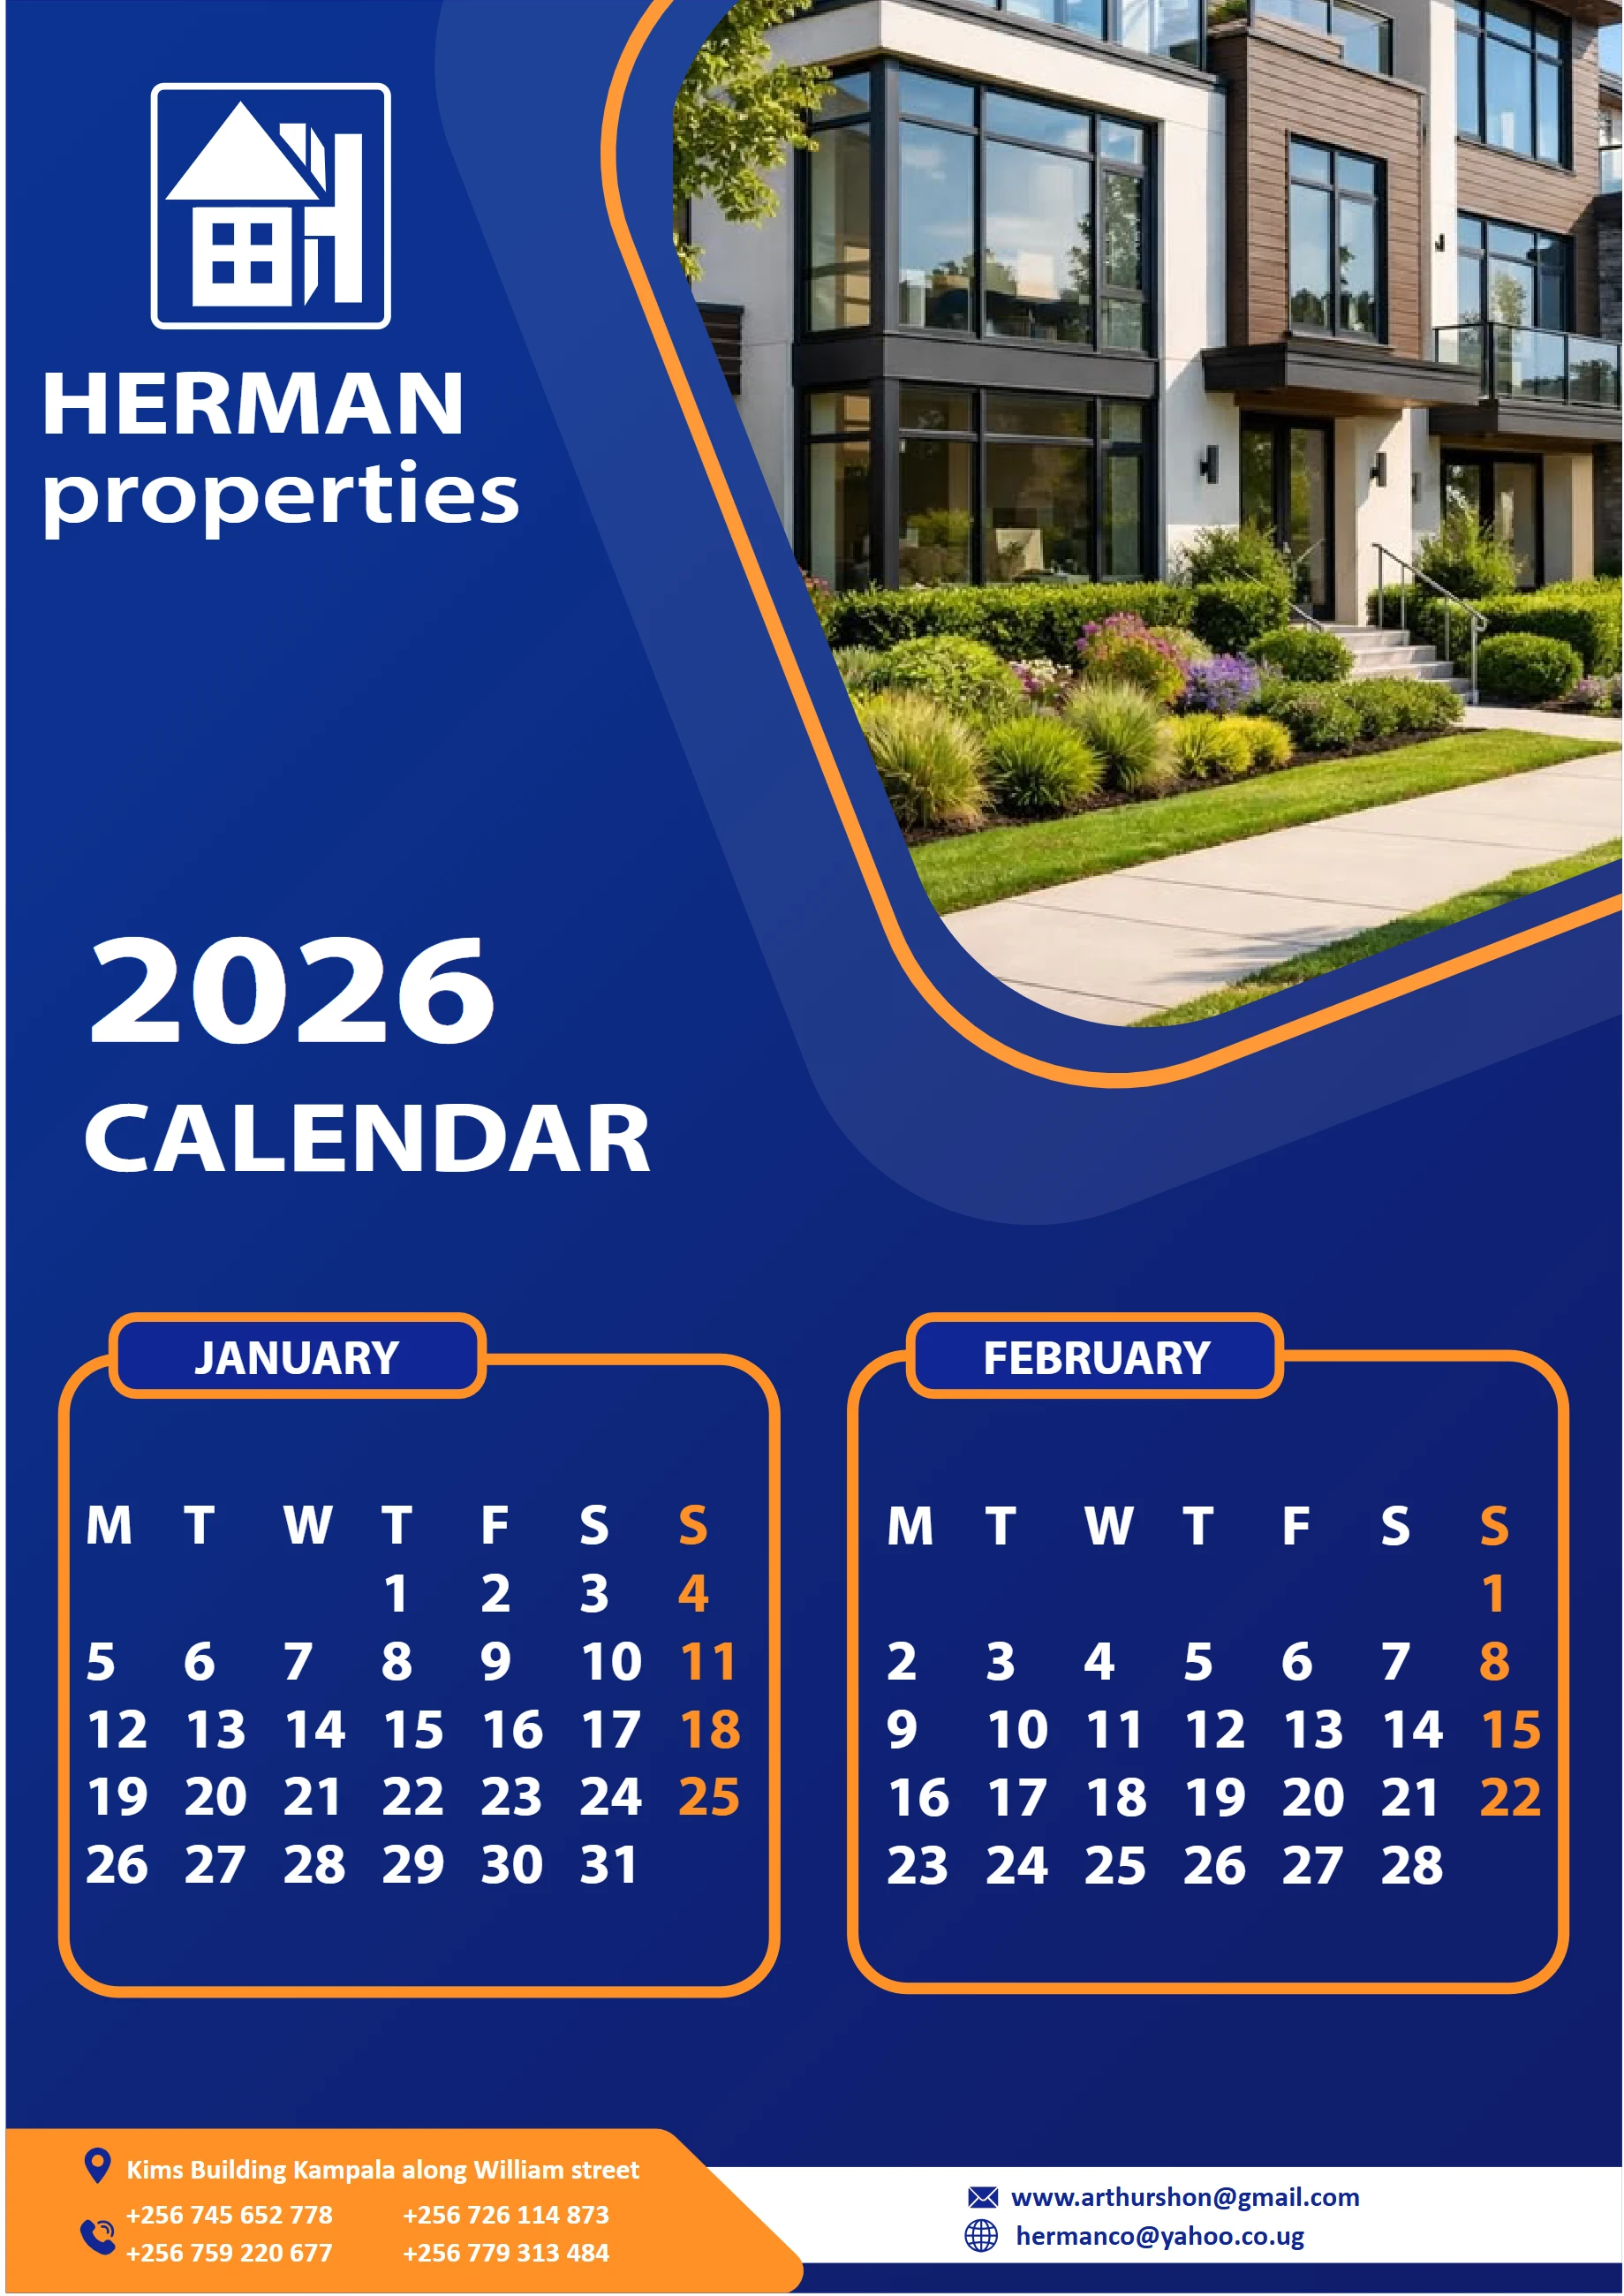 HERMAN
properties
2026
CALENDAR
JANUARY
M T W T F S S
1 2 3 4
5 6 7 8 9 10 11
12 13 14 15 16 17 18
19 20 21 22 23 24 25
26 27 28 29 30 31
FEBRUARY
M T W T F S S
1
2 3 4 5 6 7 8
9 10 11 12 13 14 15
16 17 18 19 20 21 22
23 24 25 26 27 28
Kims Building Kampala along William street
+256 745 652 778 +256 726 114 873
+256 759 220 677 +256 779 313 484
www.arthurshon@gmail.com
hermanco@yahoo.co.ug